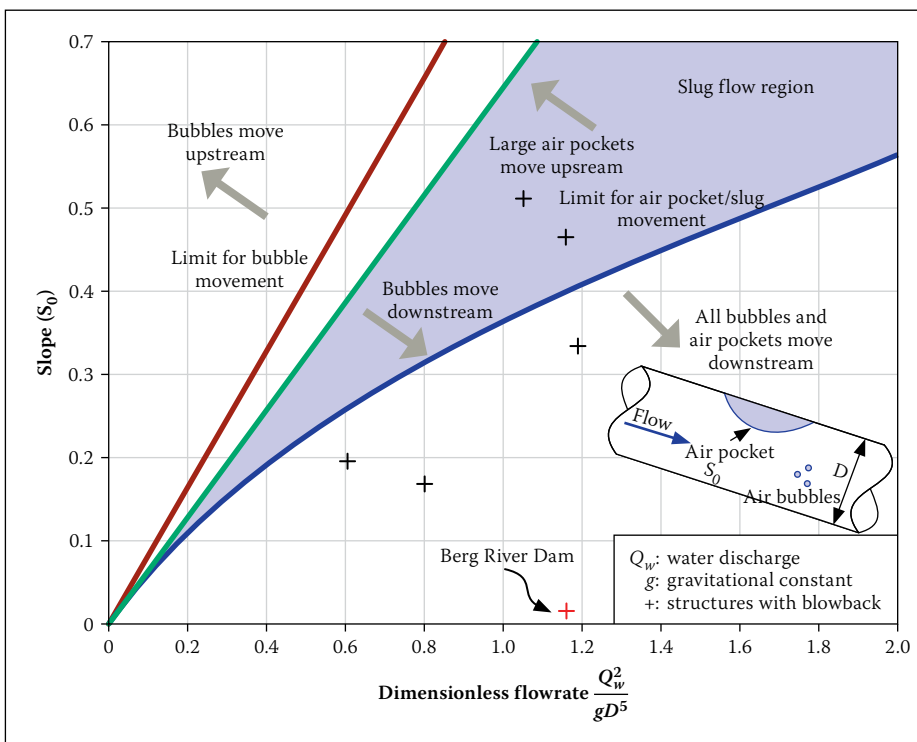 0.7
0.6
0.5
0.4
0.3
0.2
0.1
0
Slope (S0)
Slug flow region
Bubbles move
upstream
Large air pockets
move upsream
Limit for air pocket/slug
movement
Limit for bubble
movement
Bubbles move
downstream
All bubbles and
air pockets move
downstream
Flow
Air pocket
S0
D
Air bubbles
Berg River Dam
Qw: water discharge
g: gravitational constant
+: structures with blowback
0 0.2 0.4 0.6 0.8 1.0 1.2 1.4 1.6 1.8 2.0
Dimensionless flowrate Qw^2/gD^5